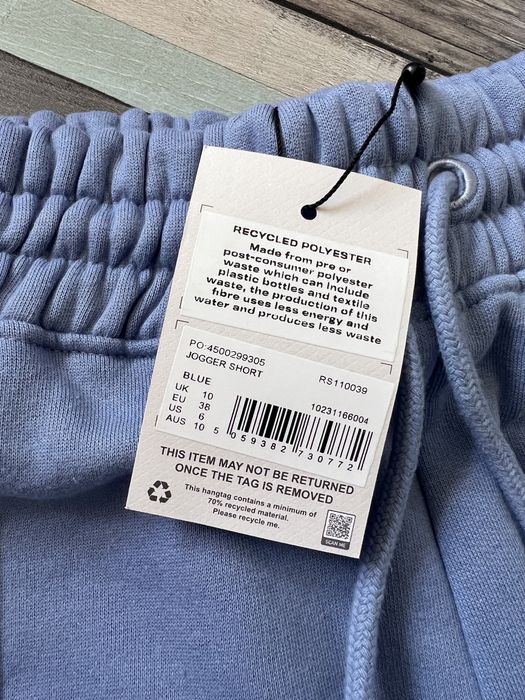 RECYCLED POLYESTER
Made from pre or
post-consumer polyester
waste which can include
plastic bottles and textile
waste, the production of this
fibre uses less energy and
water and produces less waste
PO:4500299305
JOGGER SHORT RS110039
BLUE
UK 10
EU 38
US 6
AUS 10
10231166004
5 059382 730772
THIS ITEM MAY NOT BE RETURNED
ONCE THE TAG IS REMOVED
This hangtag contains a minimum of
70% recycled material.
Please recycle me.
SCAN ME